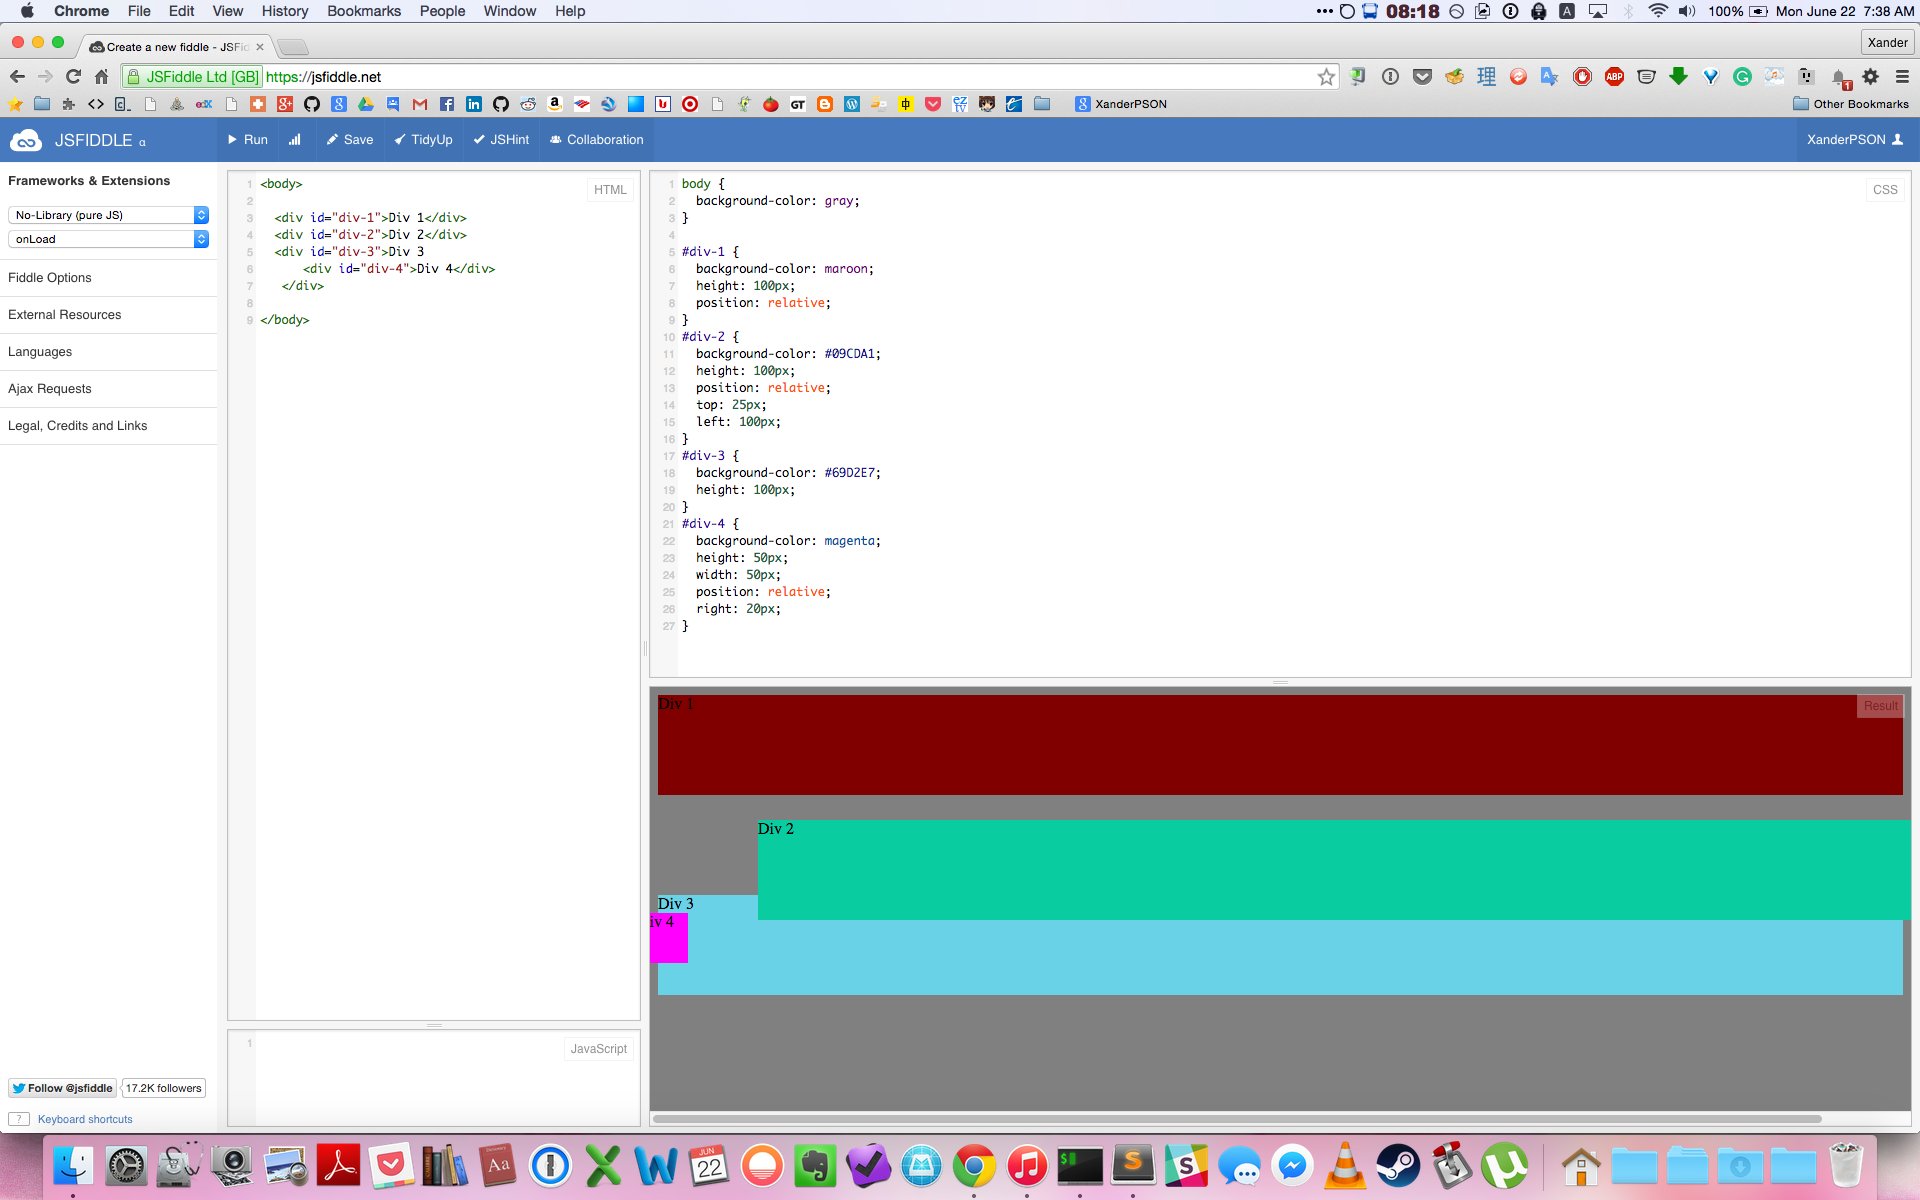 Chrome File Edit View History Bookmarks People Window Help 08:18 A 100% Mon June 22 7:38 AM
Create a new fiddle - JSFid
Xander
JSFiddle Ltd [GB] https://jsfiddle.net
XanderPSON
Other Bookmarks
JSFIDDLE α
Run Save TidyUp JSHint Collaboration XanderPSON
Frameworks & Extensions
No-Library (pure JS)
onLoad
Fiddle Options
External Resources
Languages
Ajax Requests
Legal, Credits and Links
Follow @jsfiddle 17.2K followers
? Keyboard shortcuts
HTML
1 <body>
2
3 <div id="div-1">Div 1</div>
4 <div id="div-2">Div 2</div>
5 <div id="div-3">Div 3
6 <div id="div-4">Div 4</div>
7 </div>
8
9 </body>
1 JavaScript
CSS
1 body {
2 background-color: gray;
3 }
4
5 #div-1 {
6 background-color: maroon;
7 height: 100px;
8 position: relative;
9 }
10 #div-2 {
11 background-color: #09CDA1;
12 height: 100px;
13 position: relative;
14 top: 25px;
15 left: 100px;
16 }
17 #div-3 {
18 background-color: #69D2E7;
19 height: 100px;
20 }
21 #div-4 {
22 background-color: magenta;
23 height: 50px;
24 width: 50px;
25 position: relative;
26 right: 20px;
27 }
Div 1
Result
Div 2
Div 3
iv 4
JUN
22
Aa